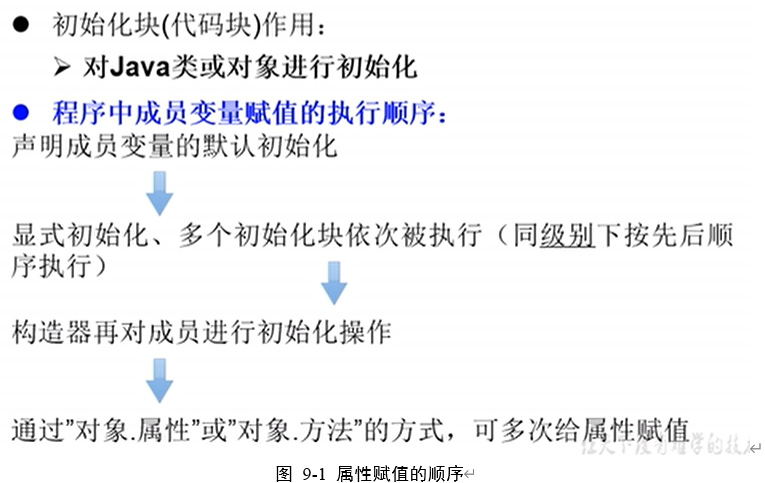 ● 初始化块(代码块)作用：
➢ 对Java类或对象进行初始化
● 程序中成员变量赋值的执行顺序：
声明成员变量的默认初始化
显式初始化、多个初始化块依次被执行（同级别下按先后顺
序执行）
构造器再对成员进行初始化操作
通过”对象.属性”或”对象.方法”的方式，可多次给属性赋值
图 9-1 属性赋值的顺序